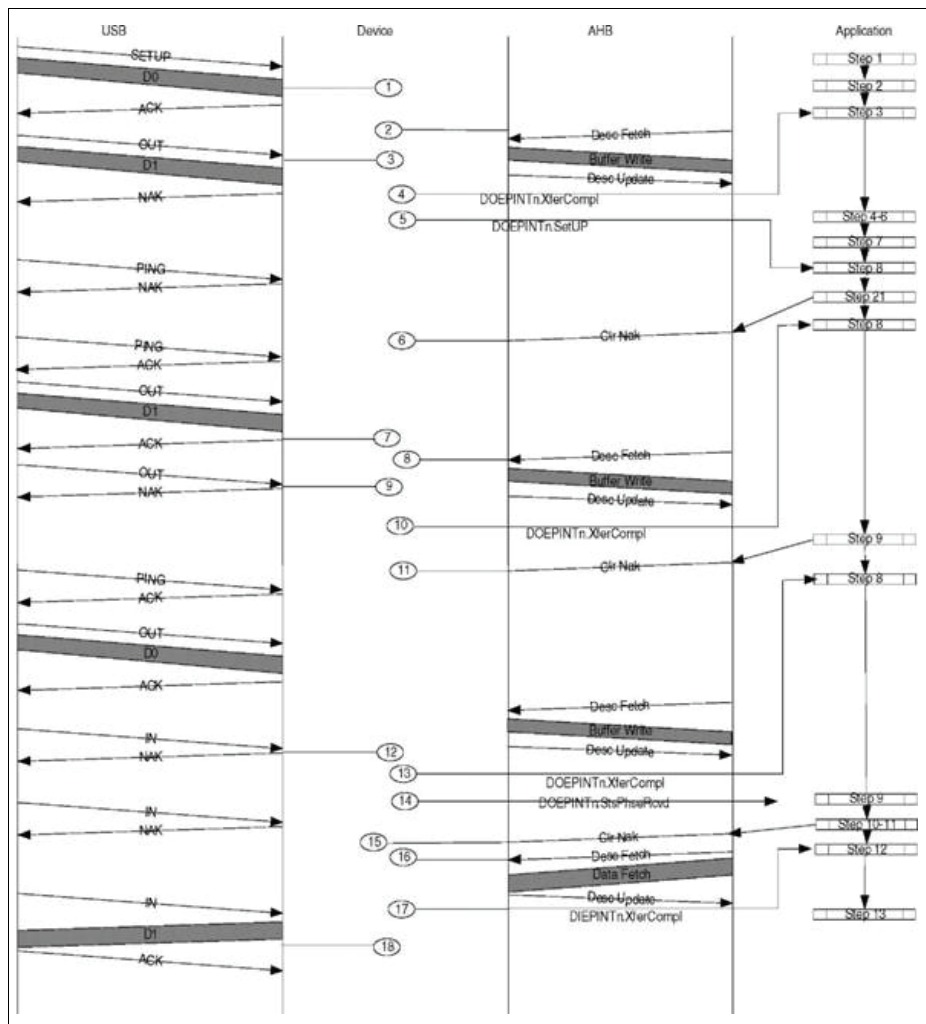 USB Device AHB Application
SETUP Step 1
D0 1 Step 2
ACK Step 3
2 Desc Fetch
OUT 3 Buffer Write
D1 Desc Update
NAK 4 DOEPINTn.XferCompl
5 Step 4-6
DOEPINTn.SetUP
Step 7
PING Step 8
NAK Step 21
Step 8
PING 6 Clr Nak
ACK
OUT
D1
ACK 7
8 Desc Fetch
OUT 9 Buffer Write
NAK Desc Update
10 DOEPINTn.XferCompl
Step 9
11 Clr Nak
PING Step 8
ACK
OUT
D0
ACK
Desc Fetch
IN Buffer Write
NAK 12 Desc Update
13 DOEPINTn.XferCompl
14 DOEPINTn.StsPhseRcvd Step 9
IN
NAK Step 10-11
15 Clr Nak
16 Desc Fetch Step 12
Data Fetch
IN Desc Update
17 DIEPINTn.XferCompl Step 13
D1
18
ACK